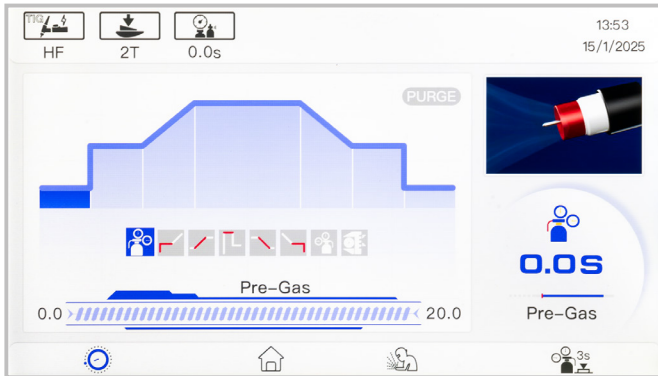 TIG
HF
2T
0.0s
13:53
15/1/2025
PURGE
0.0s
Pre-Gas
Pre-Gas
0.0
20.0
3s